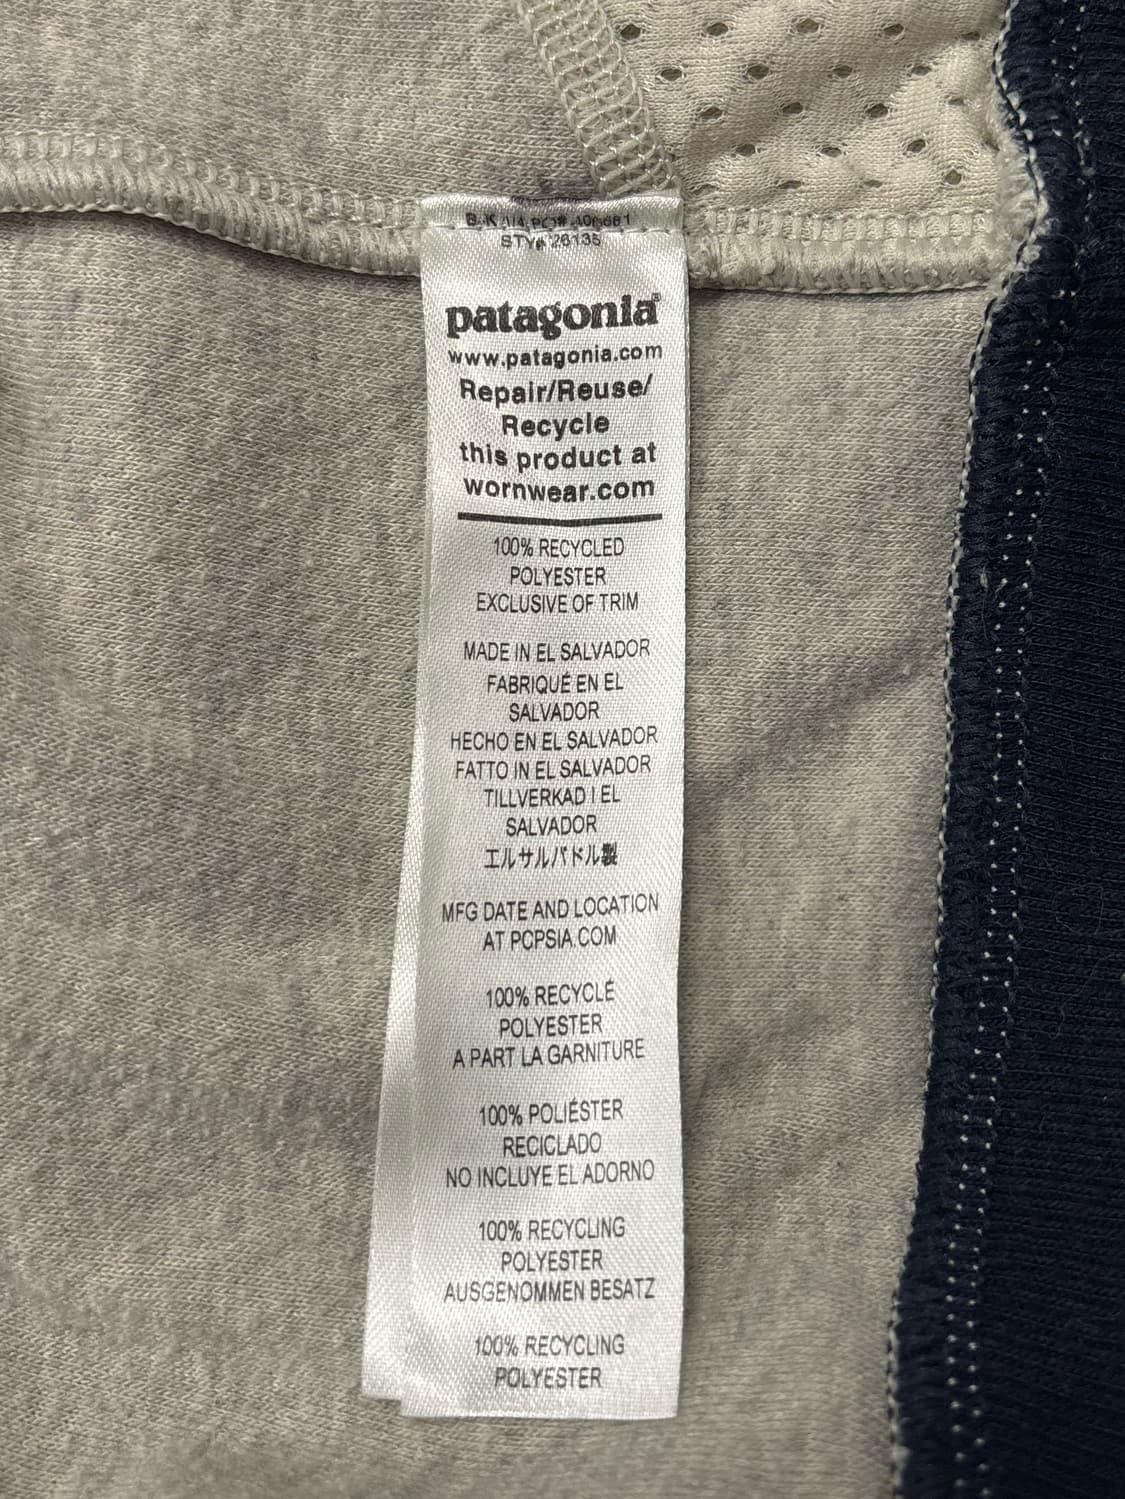 STY# 26135
patagonia®
www.patagonia.com
Repair/Reuse/
Recycle
this product at
wornwear.com
100% RECYCLED
POLYESTER
EXCLUSIVE OF TRIM
MADE IN EL SALVADOR
FABRIQUÉ EN EL
SALVADOR
HECHO EN EL SALVADOR
FATTO IN EL SALVADOR
TILLVERKAD I EL
SALVADOR
エルサルバドル製
MFG DATE AND LOCATION
AT PCPSIA.COM
100% RECYCLÉ
POLYESTER
A PART LA GARNITURE
100% POLIÉSTER
RECICLADO
NO INCLUYE EL ADORNO
100% RECYCLING
POLYESTER
AUSGENOMMEN BESATZ
100% RECYCLING
POLYESTER